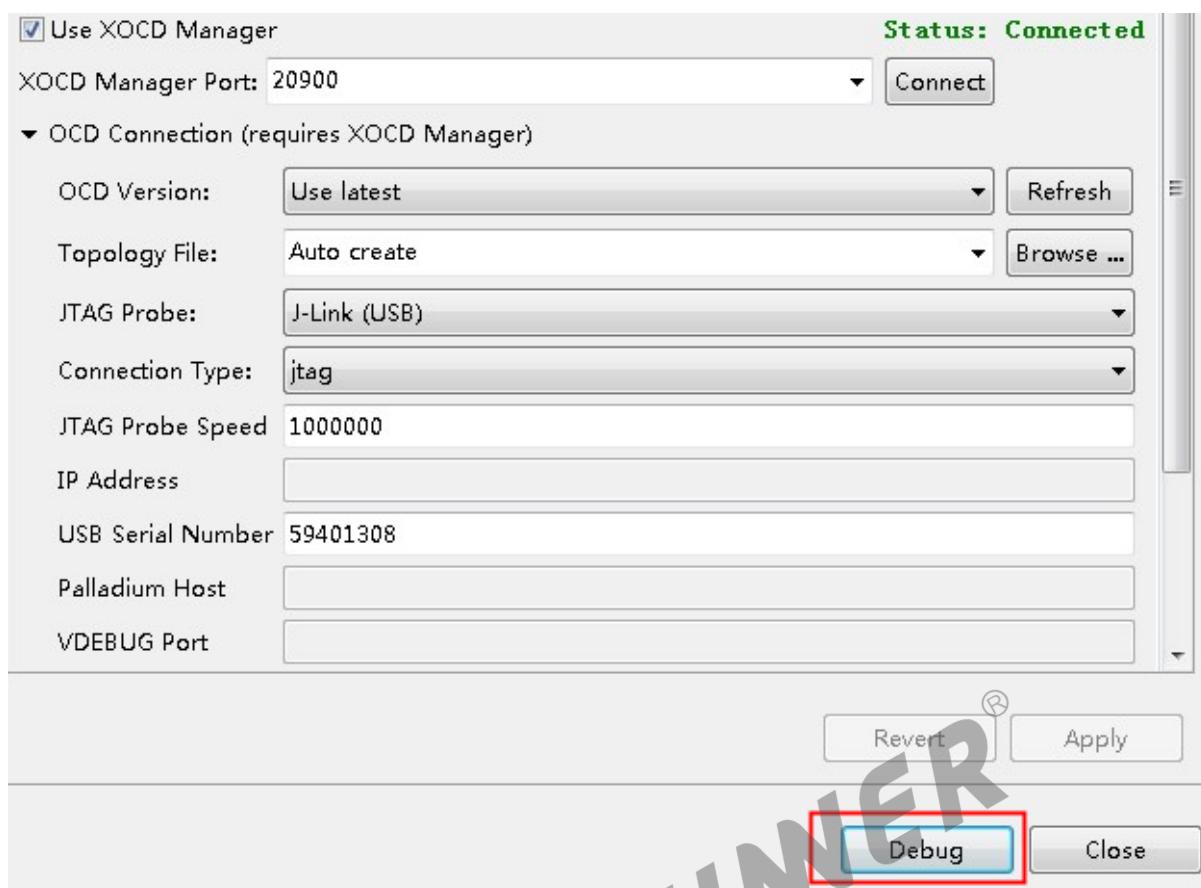 Use XOCD Manager Status: Connected
XOCD Manager Port: 20900 Connect
OCD Connection (requires XOCD Manager)
OCD Version: Use latest Refresh
Topology File: Auto create Browse ...
JTAG Probe: J-Link (USB)
Connection Type: jtag
JTAG Probe Speed 1000000
IP Address
USB Serial Number 59401308
Palladium Host
VDEBUG Port
Revert Apply
Debug Close